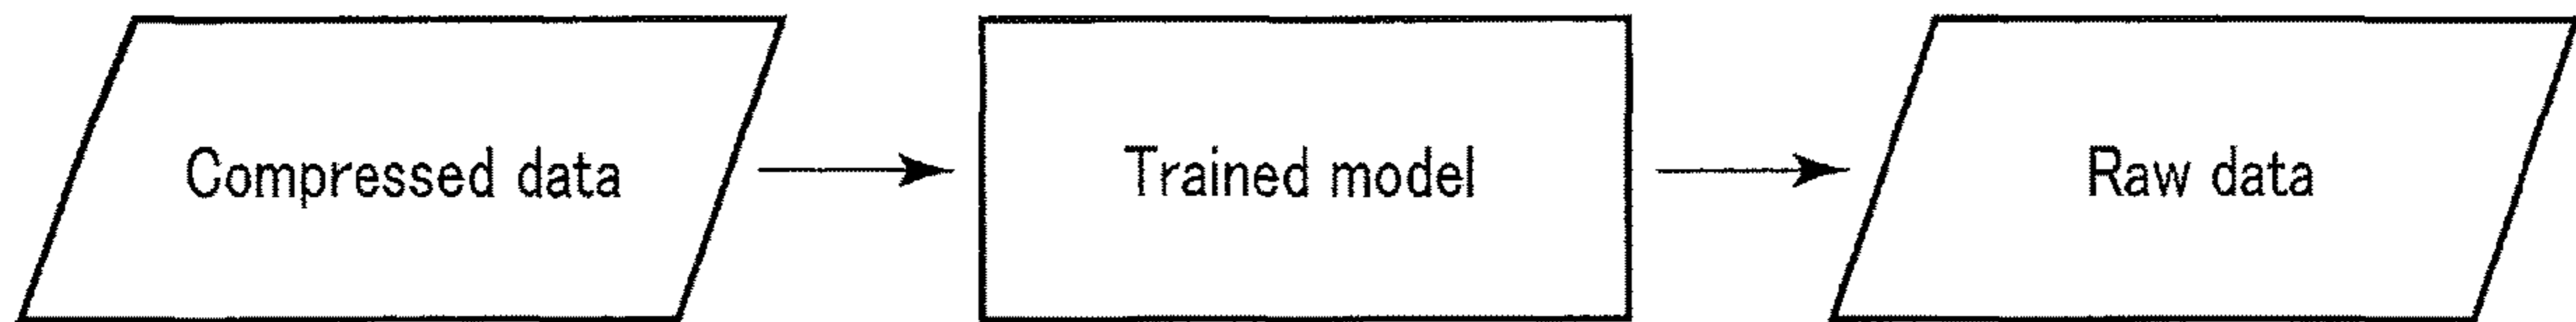 Compressed data
Trained model
Raw data